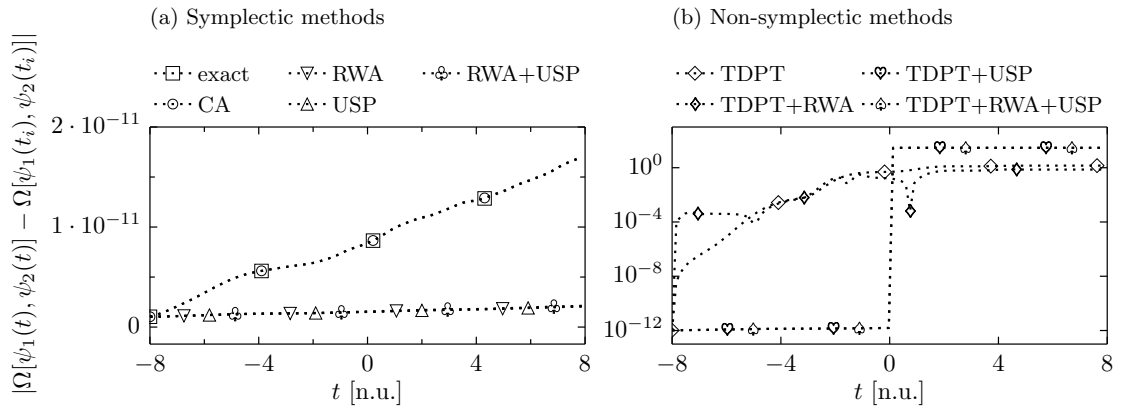 (a) Symplectic methods
(b) Non-symplectic methods
exact RWA RWA+USP
CA USP
TDPT TDPT+USP
TDPT+RWA TDPT+RWA+USP
|Ω[ψ₁(t), ψ₂(t)] − Ω[ψ₁(tᵢ), ψ₂(tᵢ)]|
2 · 10⁻¹¹
1 · 10⁻¹¹
0
−8 −4 0 4 8
t [n.u.]
10⁰
10⁻⁴
10⁻⁸
10⁻¹²
−8 −4 0 4 8
t [n.u.]